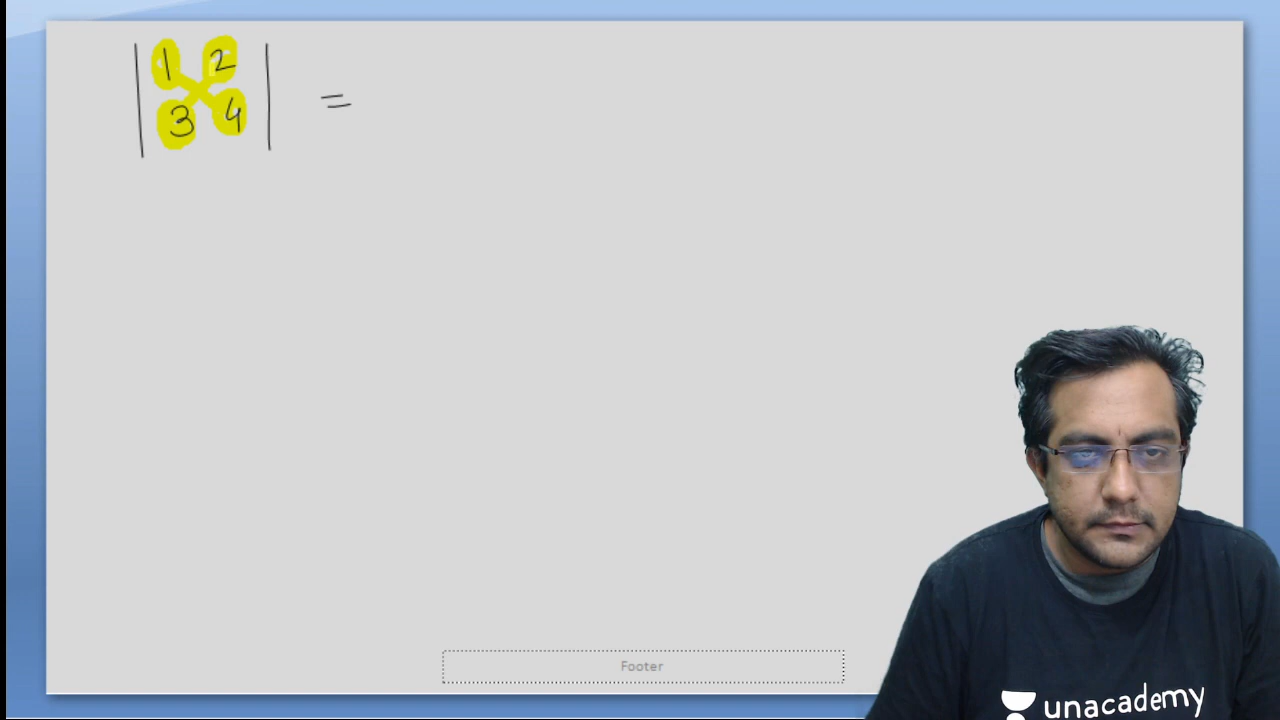 | 1 2 |
| 3 4 | =
Footer
unacademy